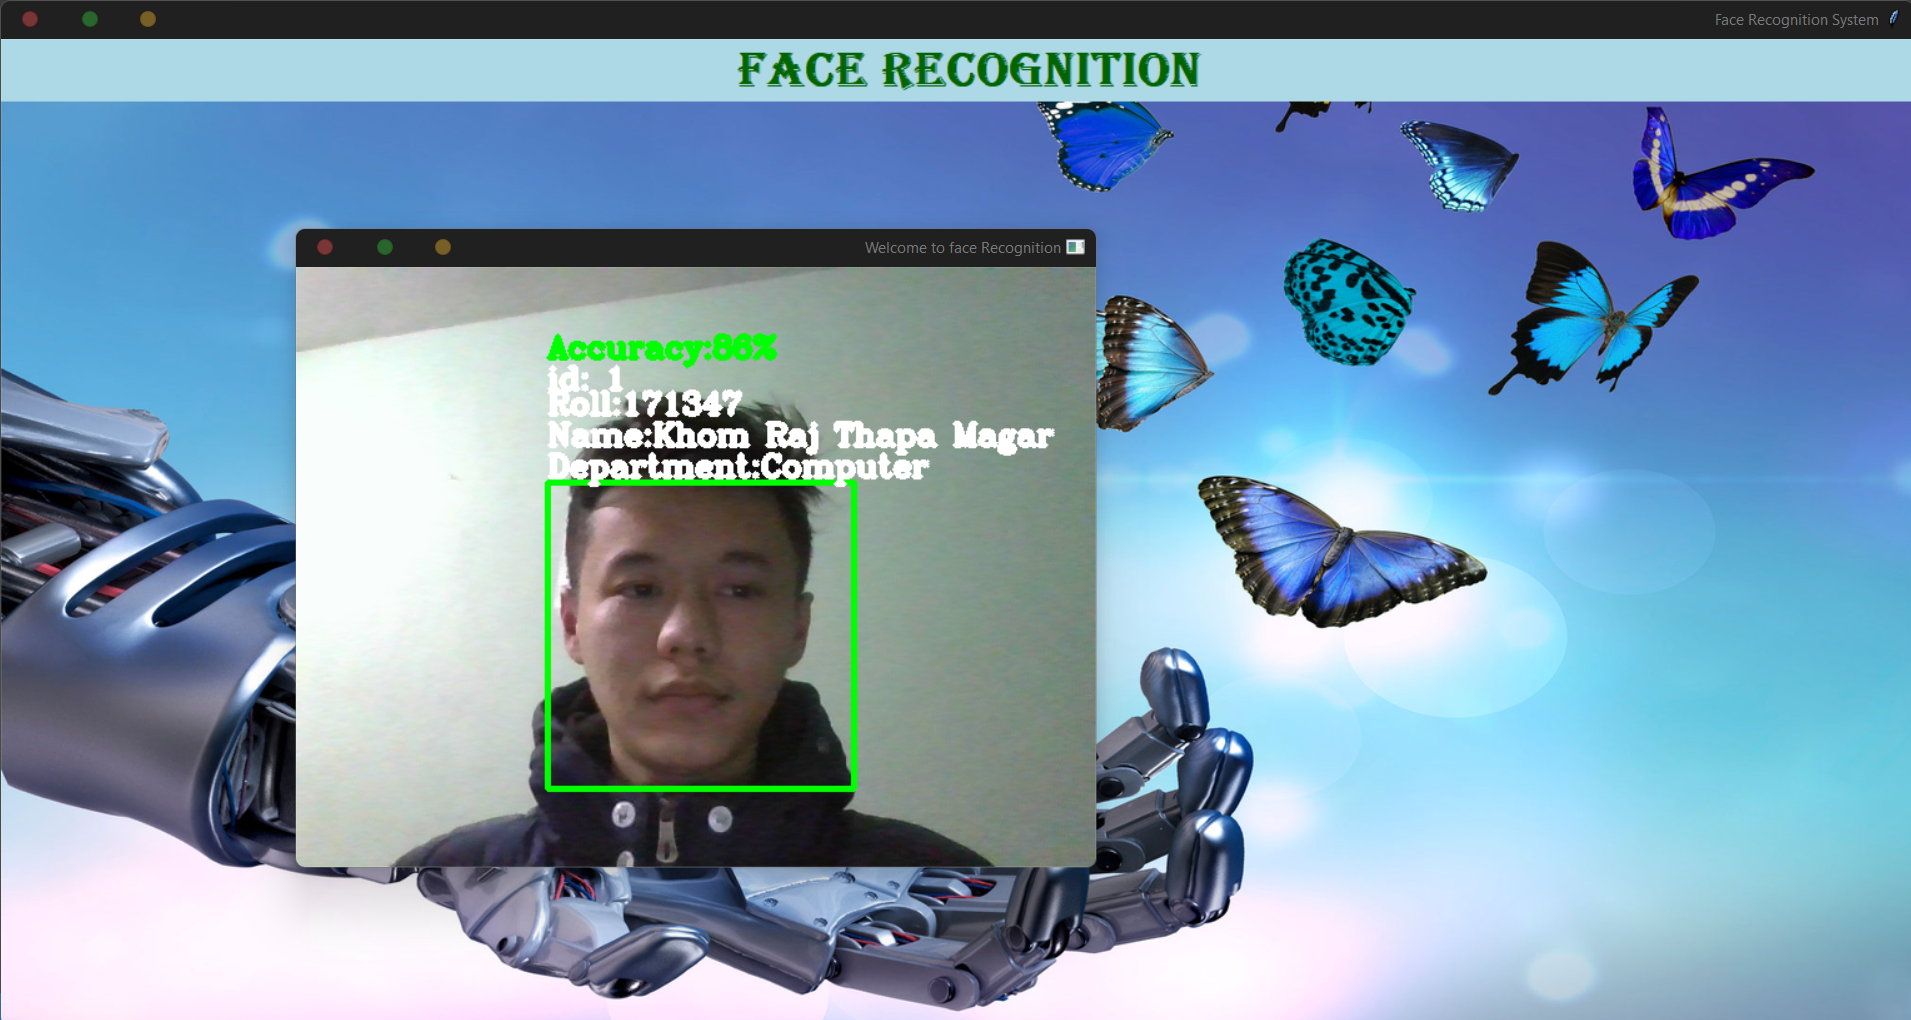 Face Recognition System
FACE RECOGNITION
Welcome to face Recognition
Accuracy:86%
id: 1
Roll:171347
Name:Khom Raj Thapa Magar
Department:Computer